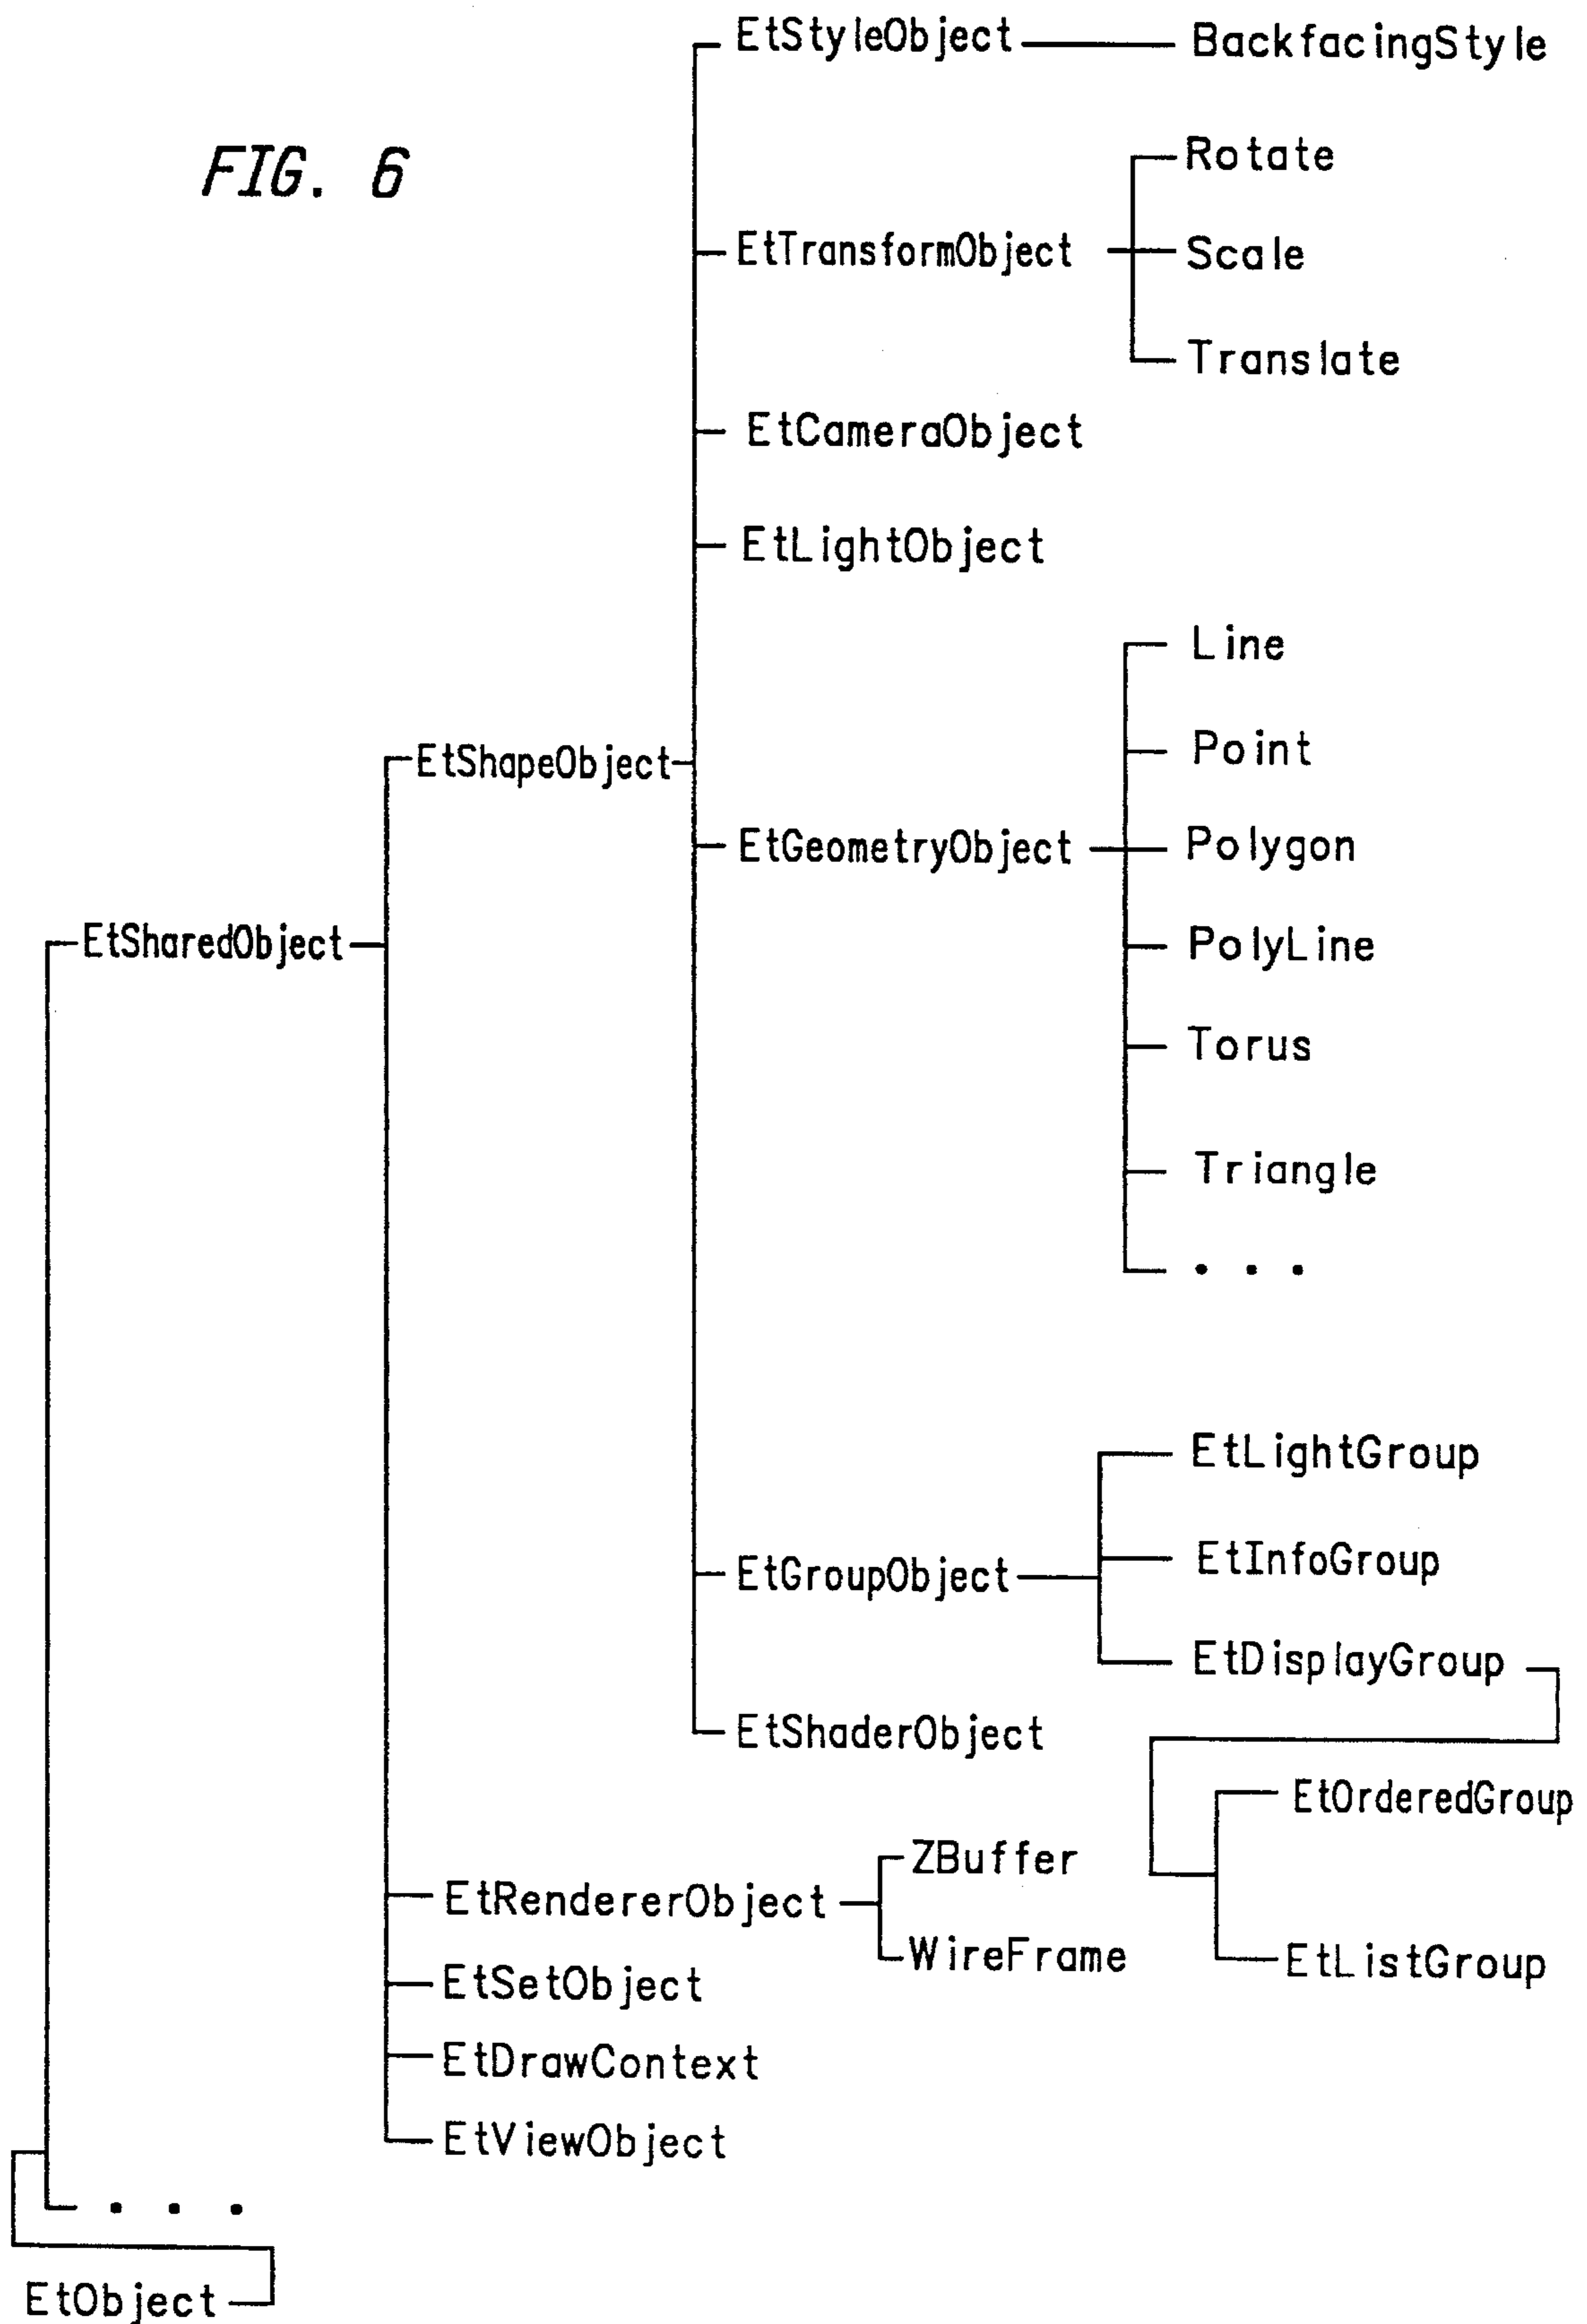 FIG. 6
EtStyleObject
BackfacingStyle
EtTransformObject
Rotate
Scale
Translate
EtCameraObject
EtLightObject
EtShapeObject
EtGeometryObject
Line
Point
Polygon
PolyLine
Torus
Triangle
. . .
EtSharedObject
EtGroupObject
EtLightGroup
EtInfoGroup
EtDisplayGroup
EtShaderObject
EtOrderedGroup
EtListGroup
EtRendererObject
ZBuffer
WireFrame
EtSetObject
EtDrawContext
EtViewObject
. . .
EtObject